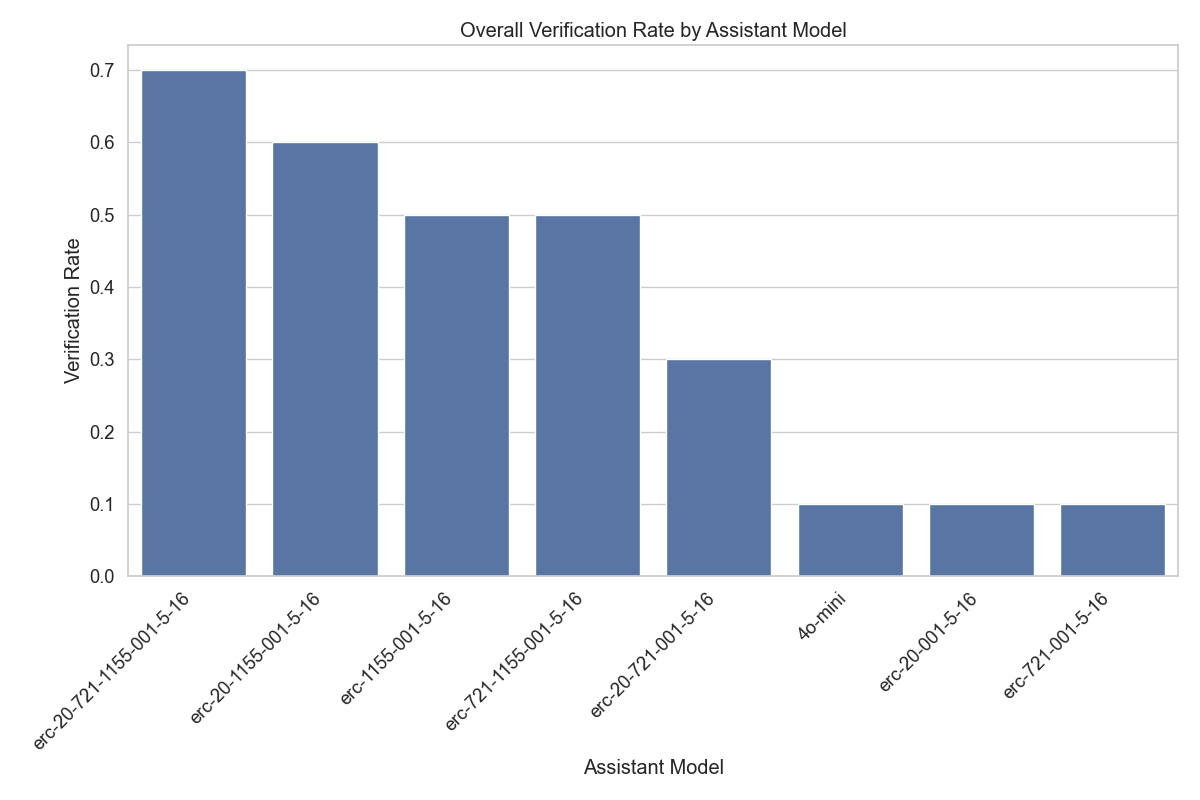 Overall Verification Rate by Assistant Model
Verification Rate
0.7
0.6
0.5
0.4
0.3
0.2
0.1
0.0
erc-20-721-1155-001-5-16
erc-20-1155-001-5-16
erc-1155-001-5-16
erc-721-1155-001-5-16
erc-20-721-001-5-16
4o-mini
erc-20-001-5-16
erc-721-001-5-16
Assistant Model